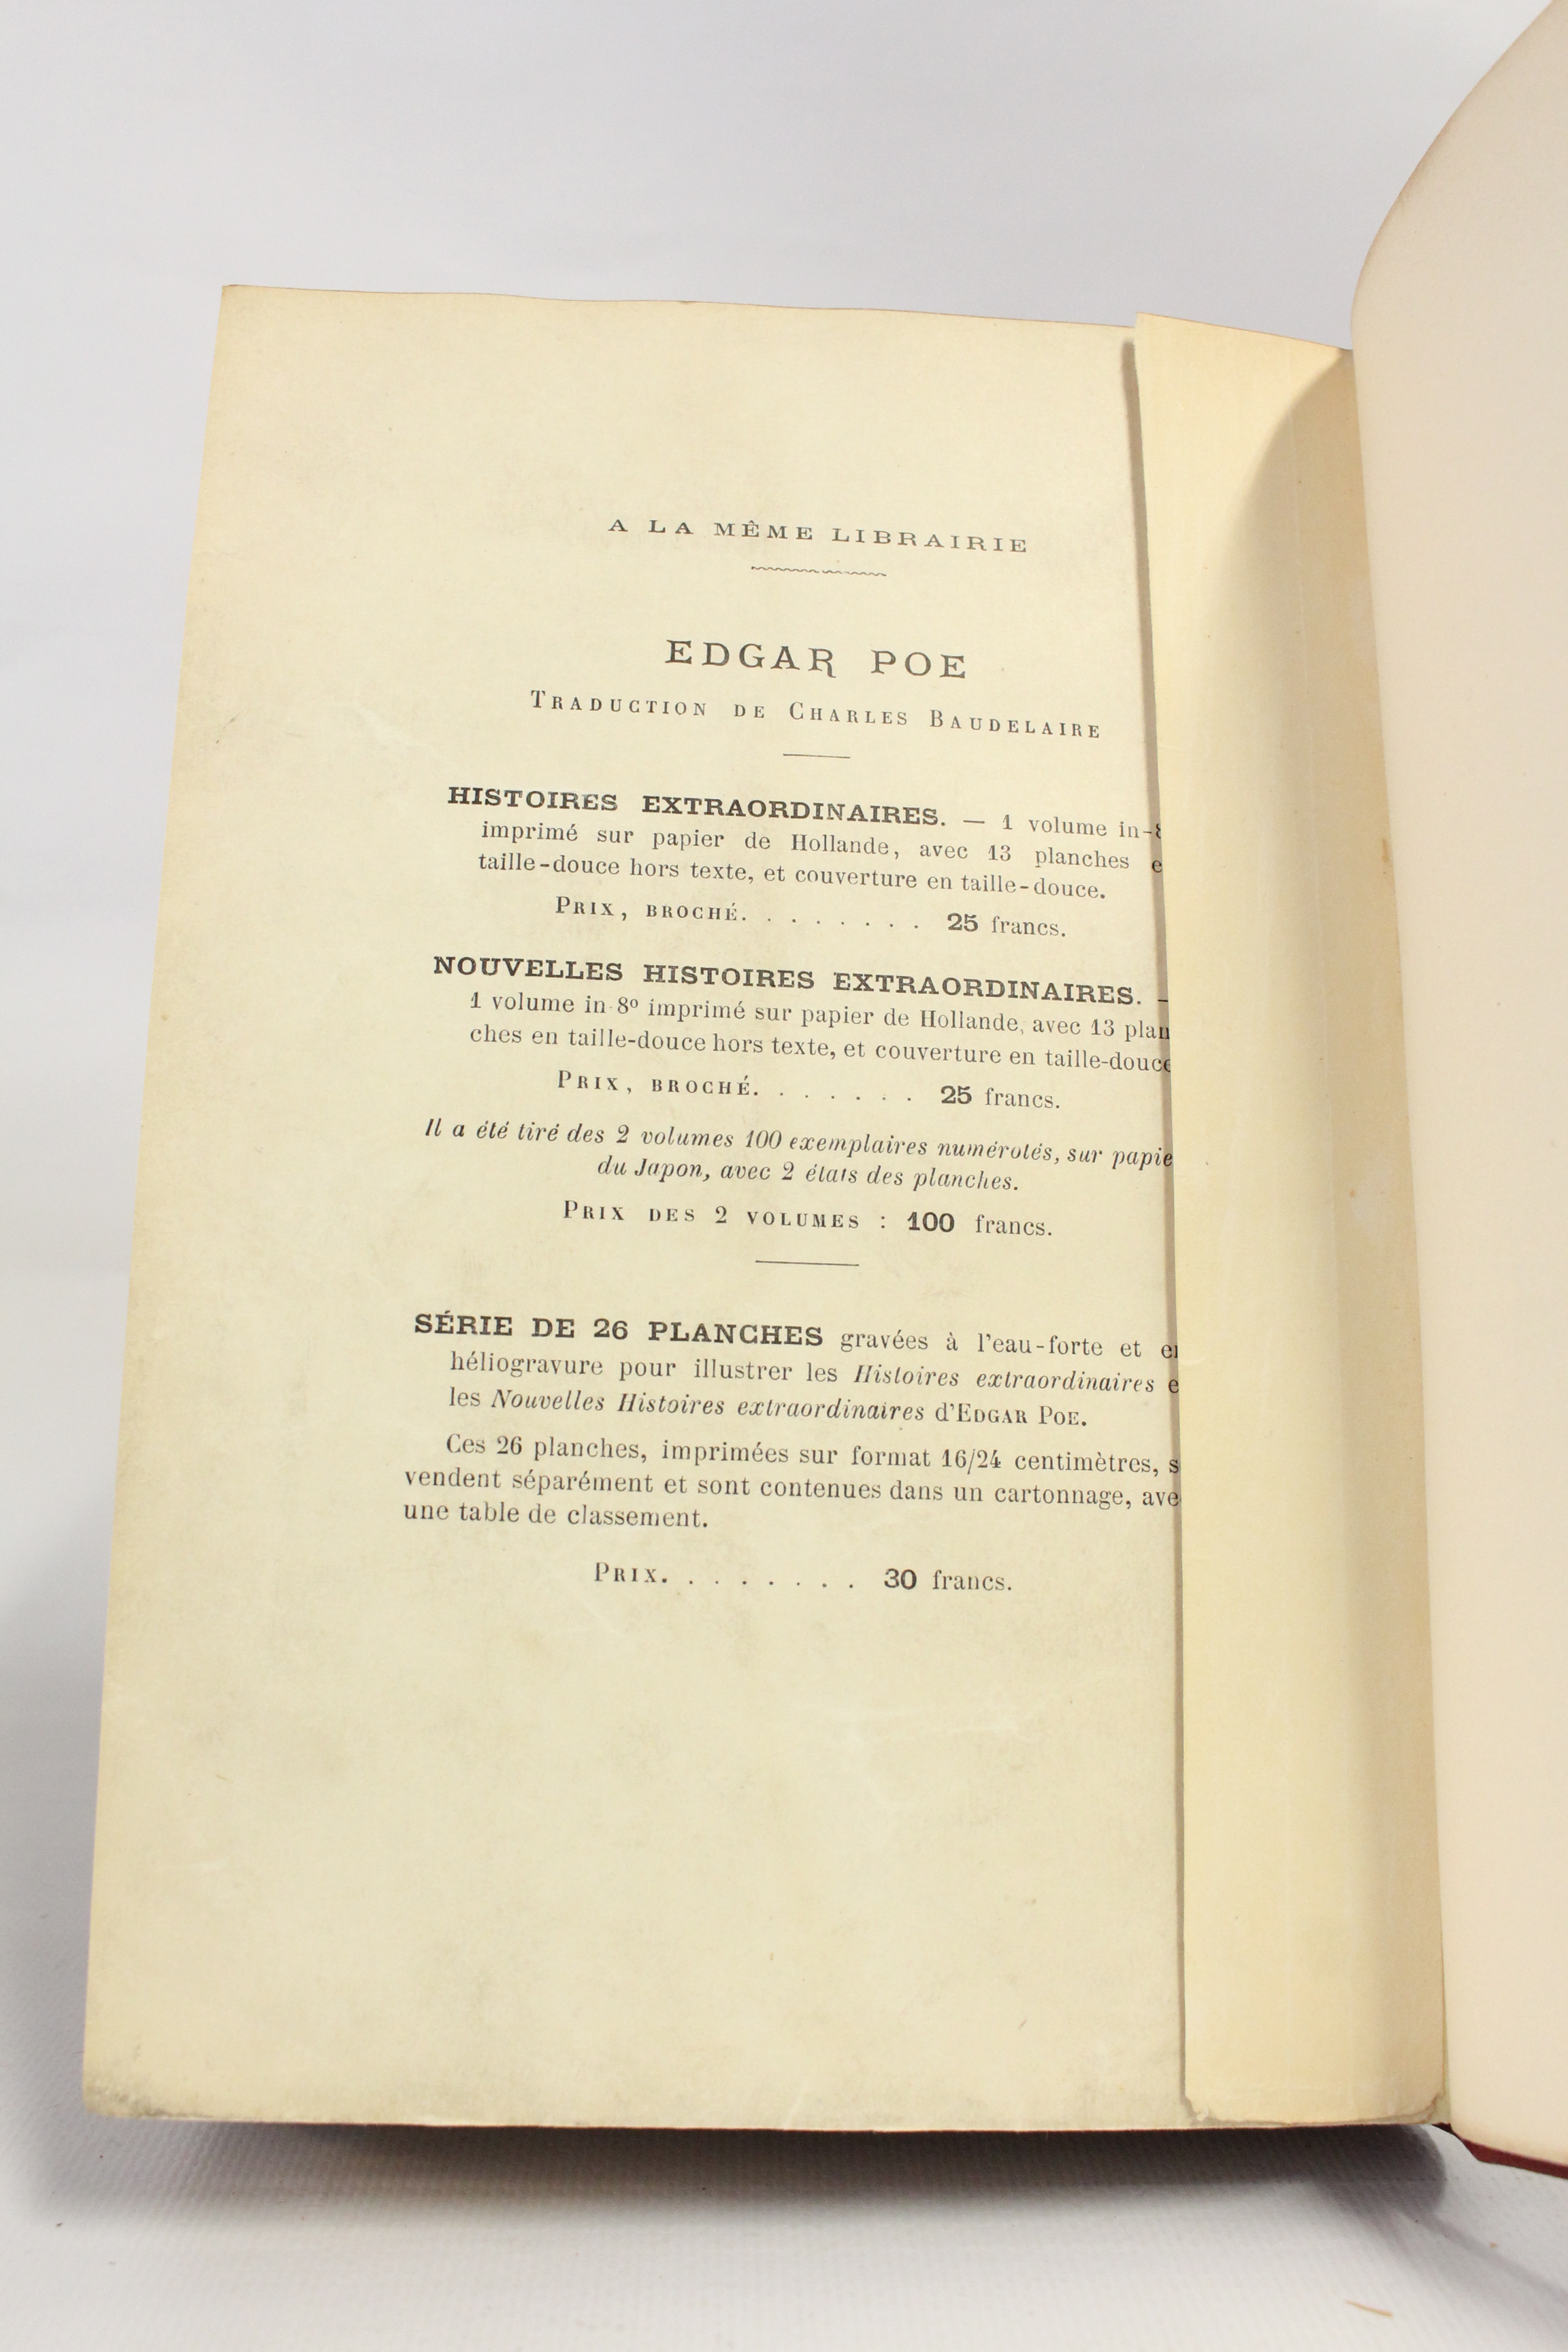 A LA MÊME LIBRAIRIE
EDGAR POE
TRADUCTION DE CHARLES BAUDELAIRE
HISTOIRES EXTRAORDINAIRES. — 1 volume in-8
imprimé sur papier de Hollande, avec 13 planches e
taille-douce hors texte, et couverture en taille-douce.
PRIX, BROCHÉ. . . . . . . . 25 francs.
NOUVELLES HISTOIRES EXTRAORDINAIRES. -
1 volume in-8º imprimé sur papier de Hollande, avec 13 plan
ches en taille-douce hors texte, et couverture en taille-douce
PRIX, BROCHÉ. . . . . . . 25 francs.
Il a été tiré des 2 volumes 100 exemplaires numérotés, sur papie
du Japon, avec 2 états des planches.
PRIX DES 2 VOLUMES : 100 francs.
SÉRIE DE 26 PLANCHES gravées à l'eau-forte et e
héliogravure pour illustrer les Histoires extraordinaires e
les Nouvelles Histoires extraordinaires d'EDGAR POE.
Ces 26 planches, imprimées sur format 16/24 centimètres, s
vendent séparément et sont contenues dans un cartonnage, ave
une table de classement.
PRIX. . . . . . . . 30 francs.